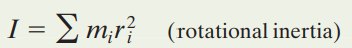 I = ∑ mᵢrᵢ² (rotational inertia)